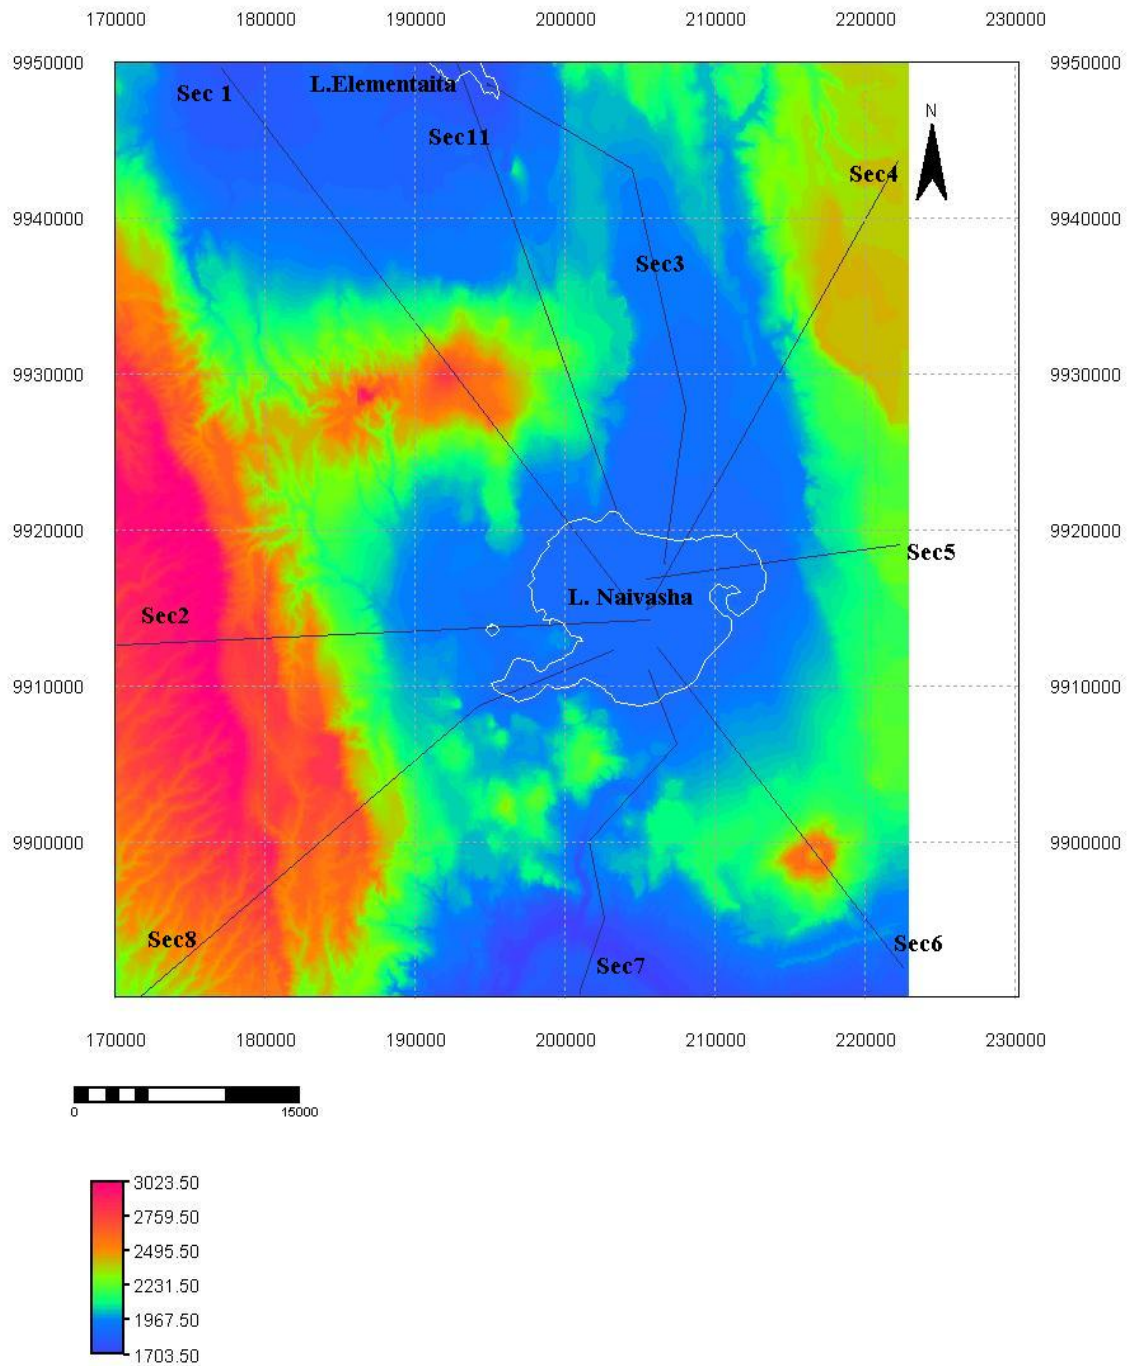 170000 180000 190000 200000 210000 220000 230000
9950000 9950000
Sec 1 L.Elementaita
Sec11
N
Sec4
9940000 9940000
Sec3
9930000 9930000
9920000 9920000
Sec5
L. Naivasha
Sec2
9910000 9910000
9900000 9900000
Sec8 Sec6
Sec7
170000 180000 190000 200000 210000 220000 230000
0 15000
3023.50
2759.50
2495.50
2231.50
1967.50
1703.50